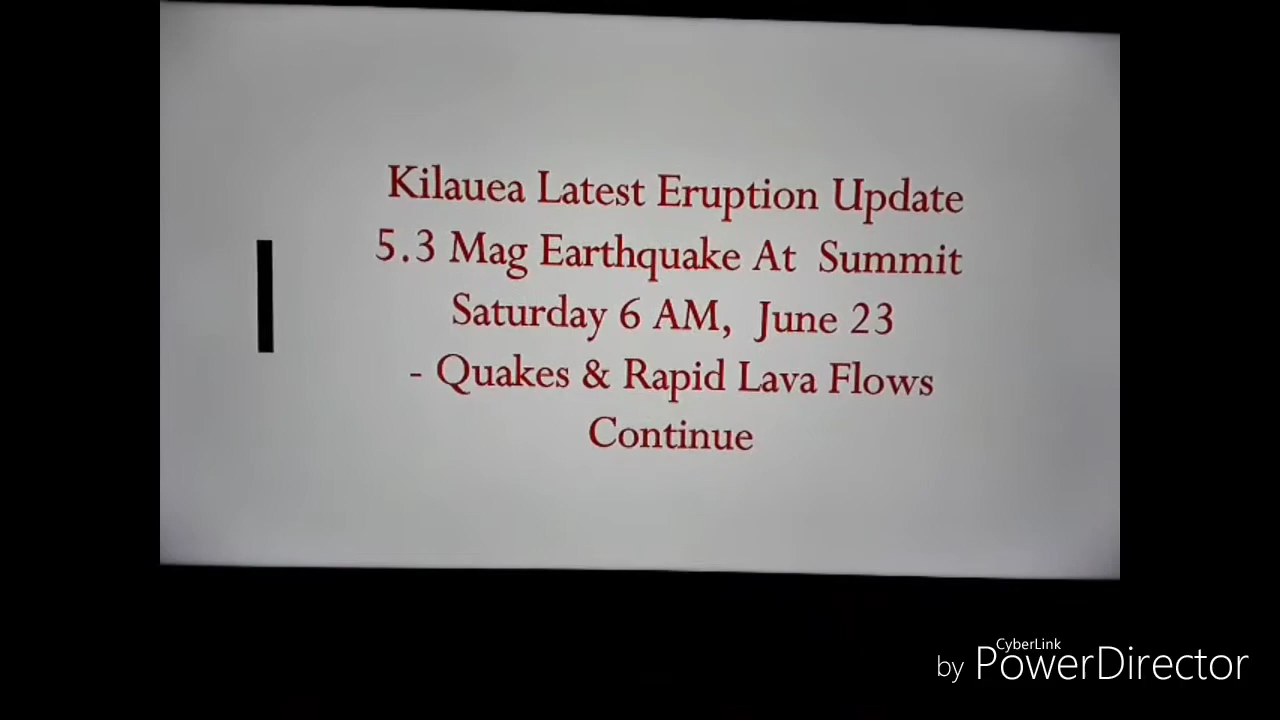 Kilauea Latest Eruption Update
5.3 Mag Earthquake At Summit
Saturday 6 AM, June 23
- Quakes & Rapid Lava Flows
Continue
CyberLink
by PowerDirector